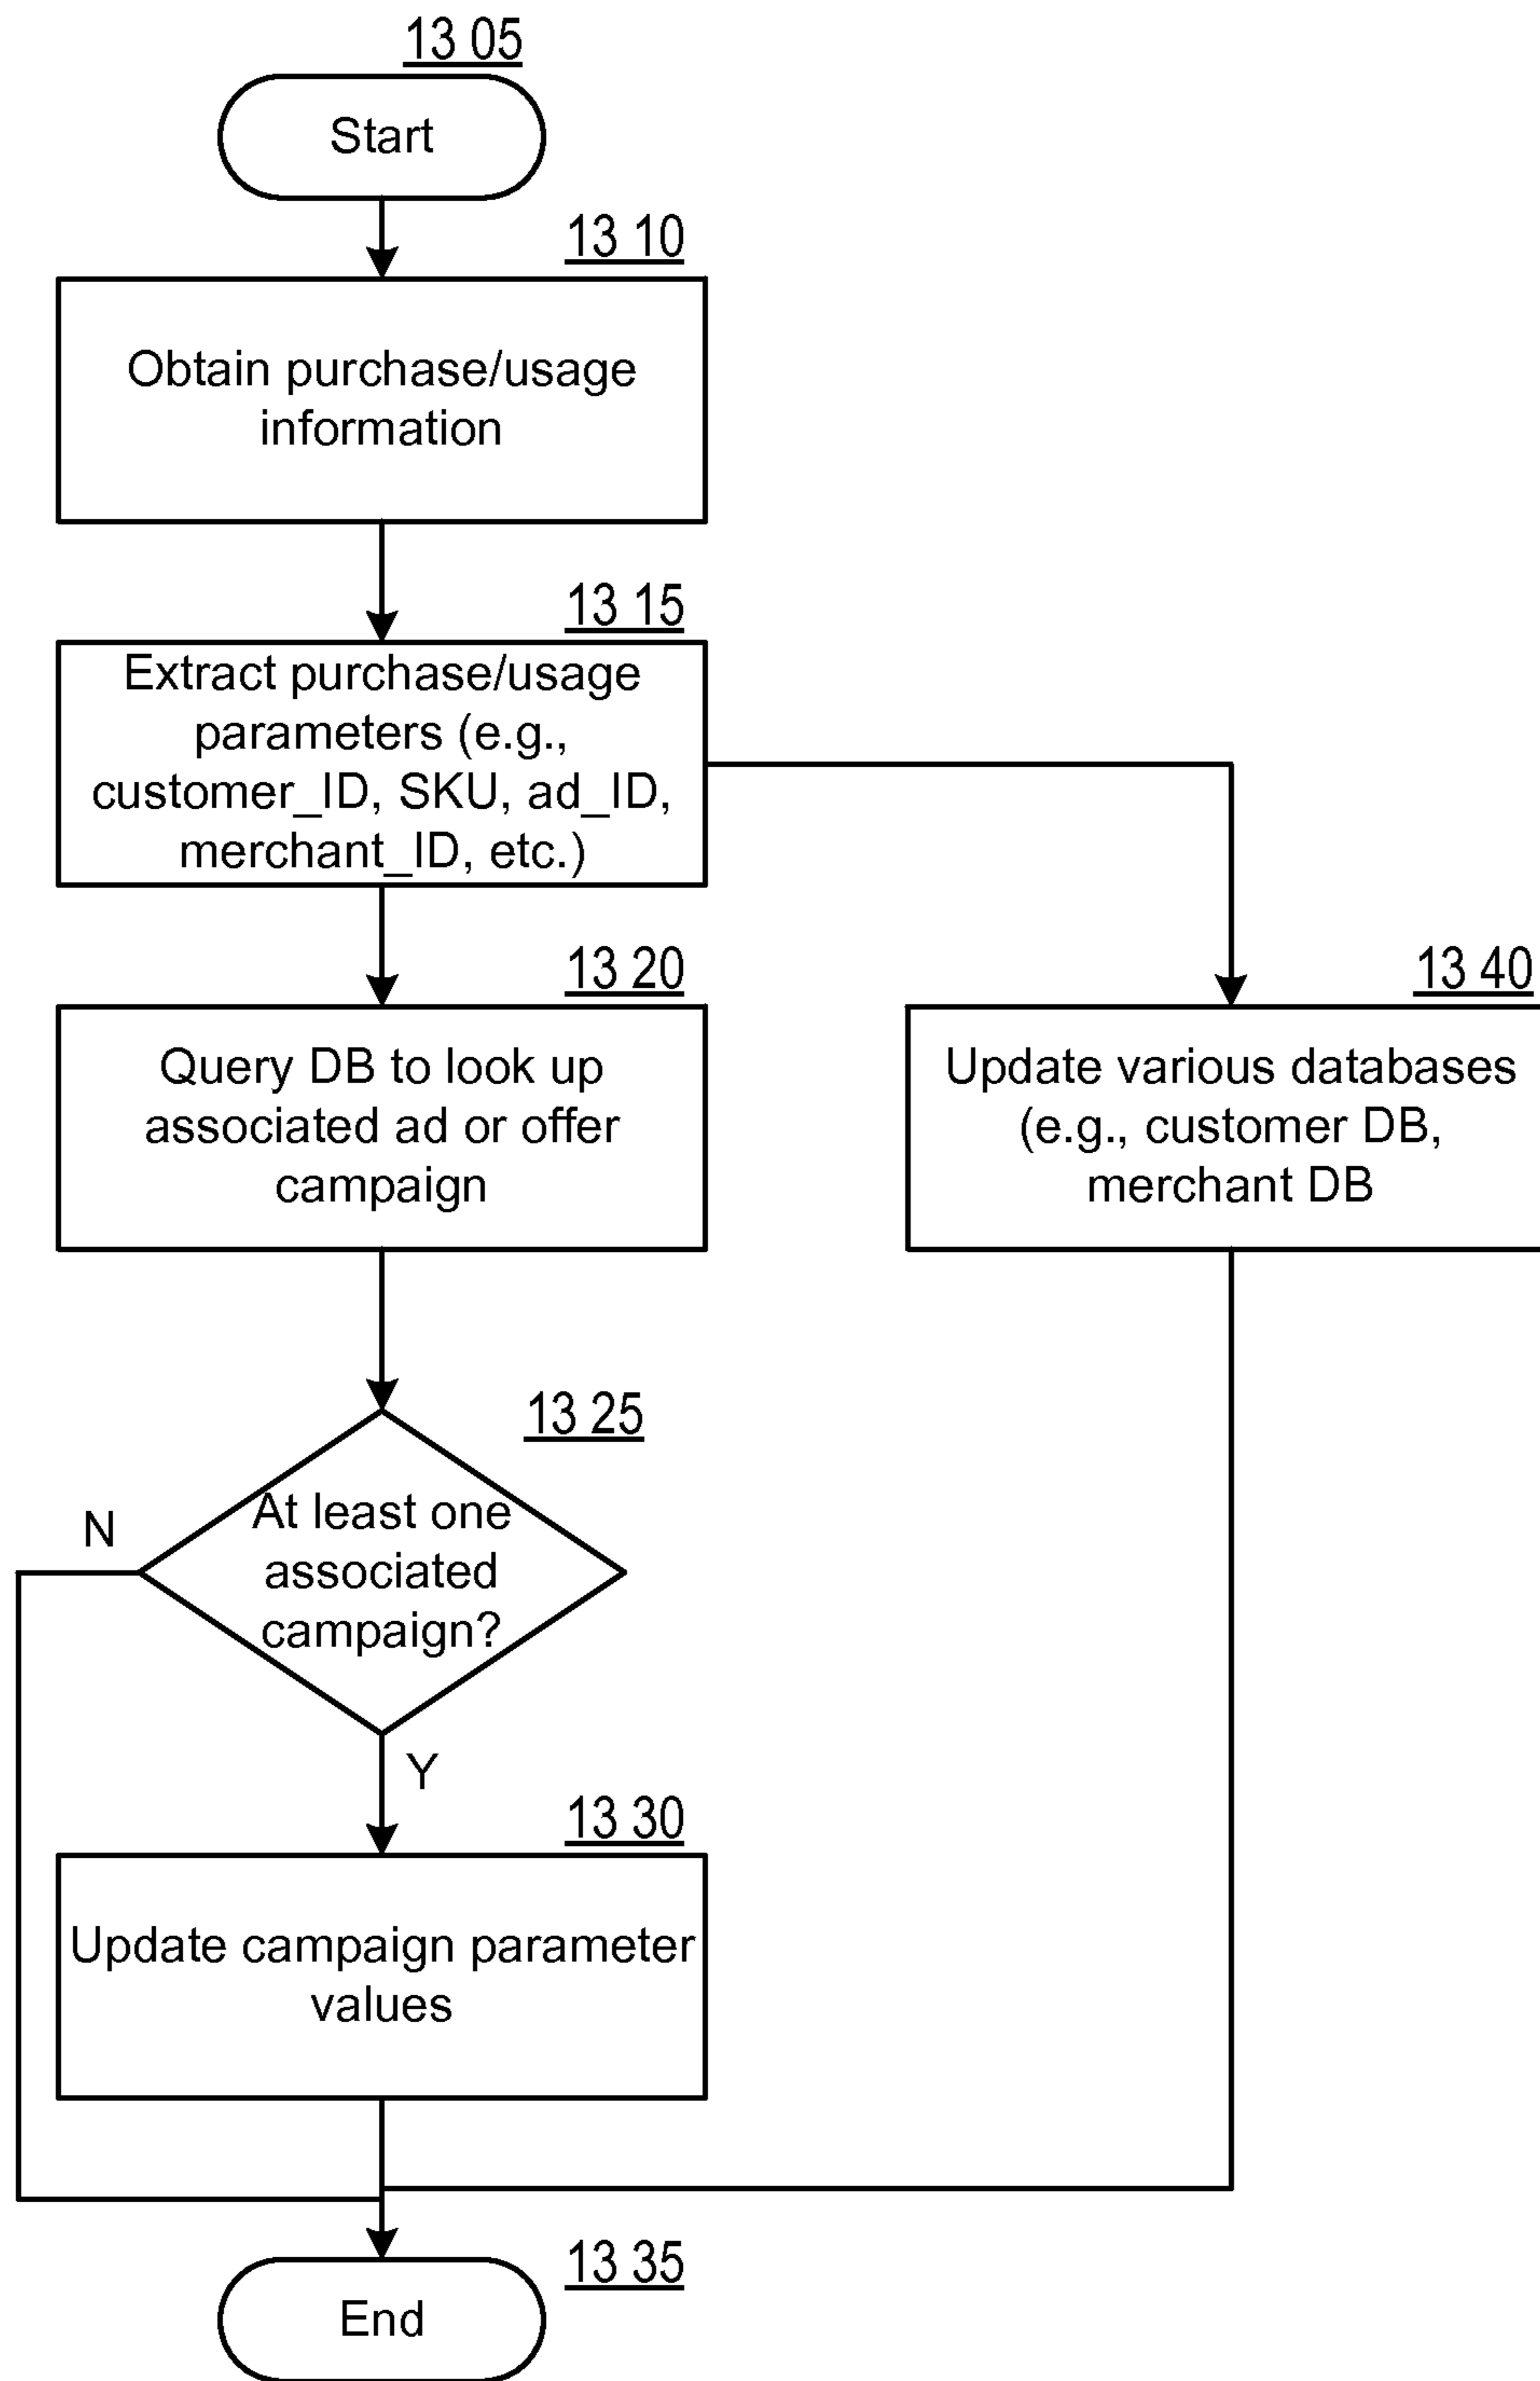 13 05
Start
13 10
Obtain purchase/usage
information
13 15
Extract purchase/usage
parameters (e.g.,
customer_ID, SKU, ad_ID,
merchant_ID, etc.)
13 20
Query DB to look up
associated ad or offer
campaign
13 40
Update various databases
(e.g., customer DB,
merchant DB
13 25
N
At least one
associated
campaign?
Y
13 30
Update campaign parameter
values
13 35
End